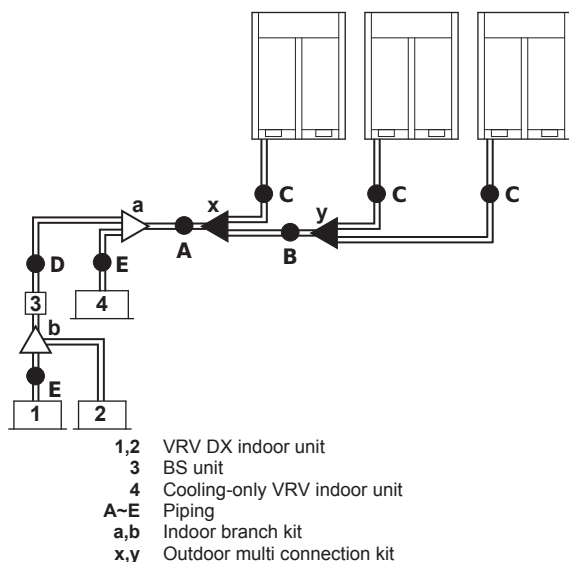 C C C
a x y
A B
D E
3 4
b
E
1 2
1,2 VRV DX indoor unit
3 BS unit
4 Cooling-only VRV indoor unit
A~E Piping
a,b Indoor branch kit
x,y Outdoor multi connection kit